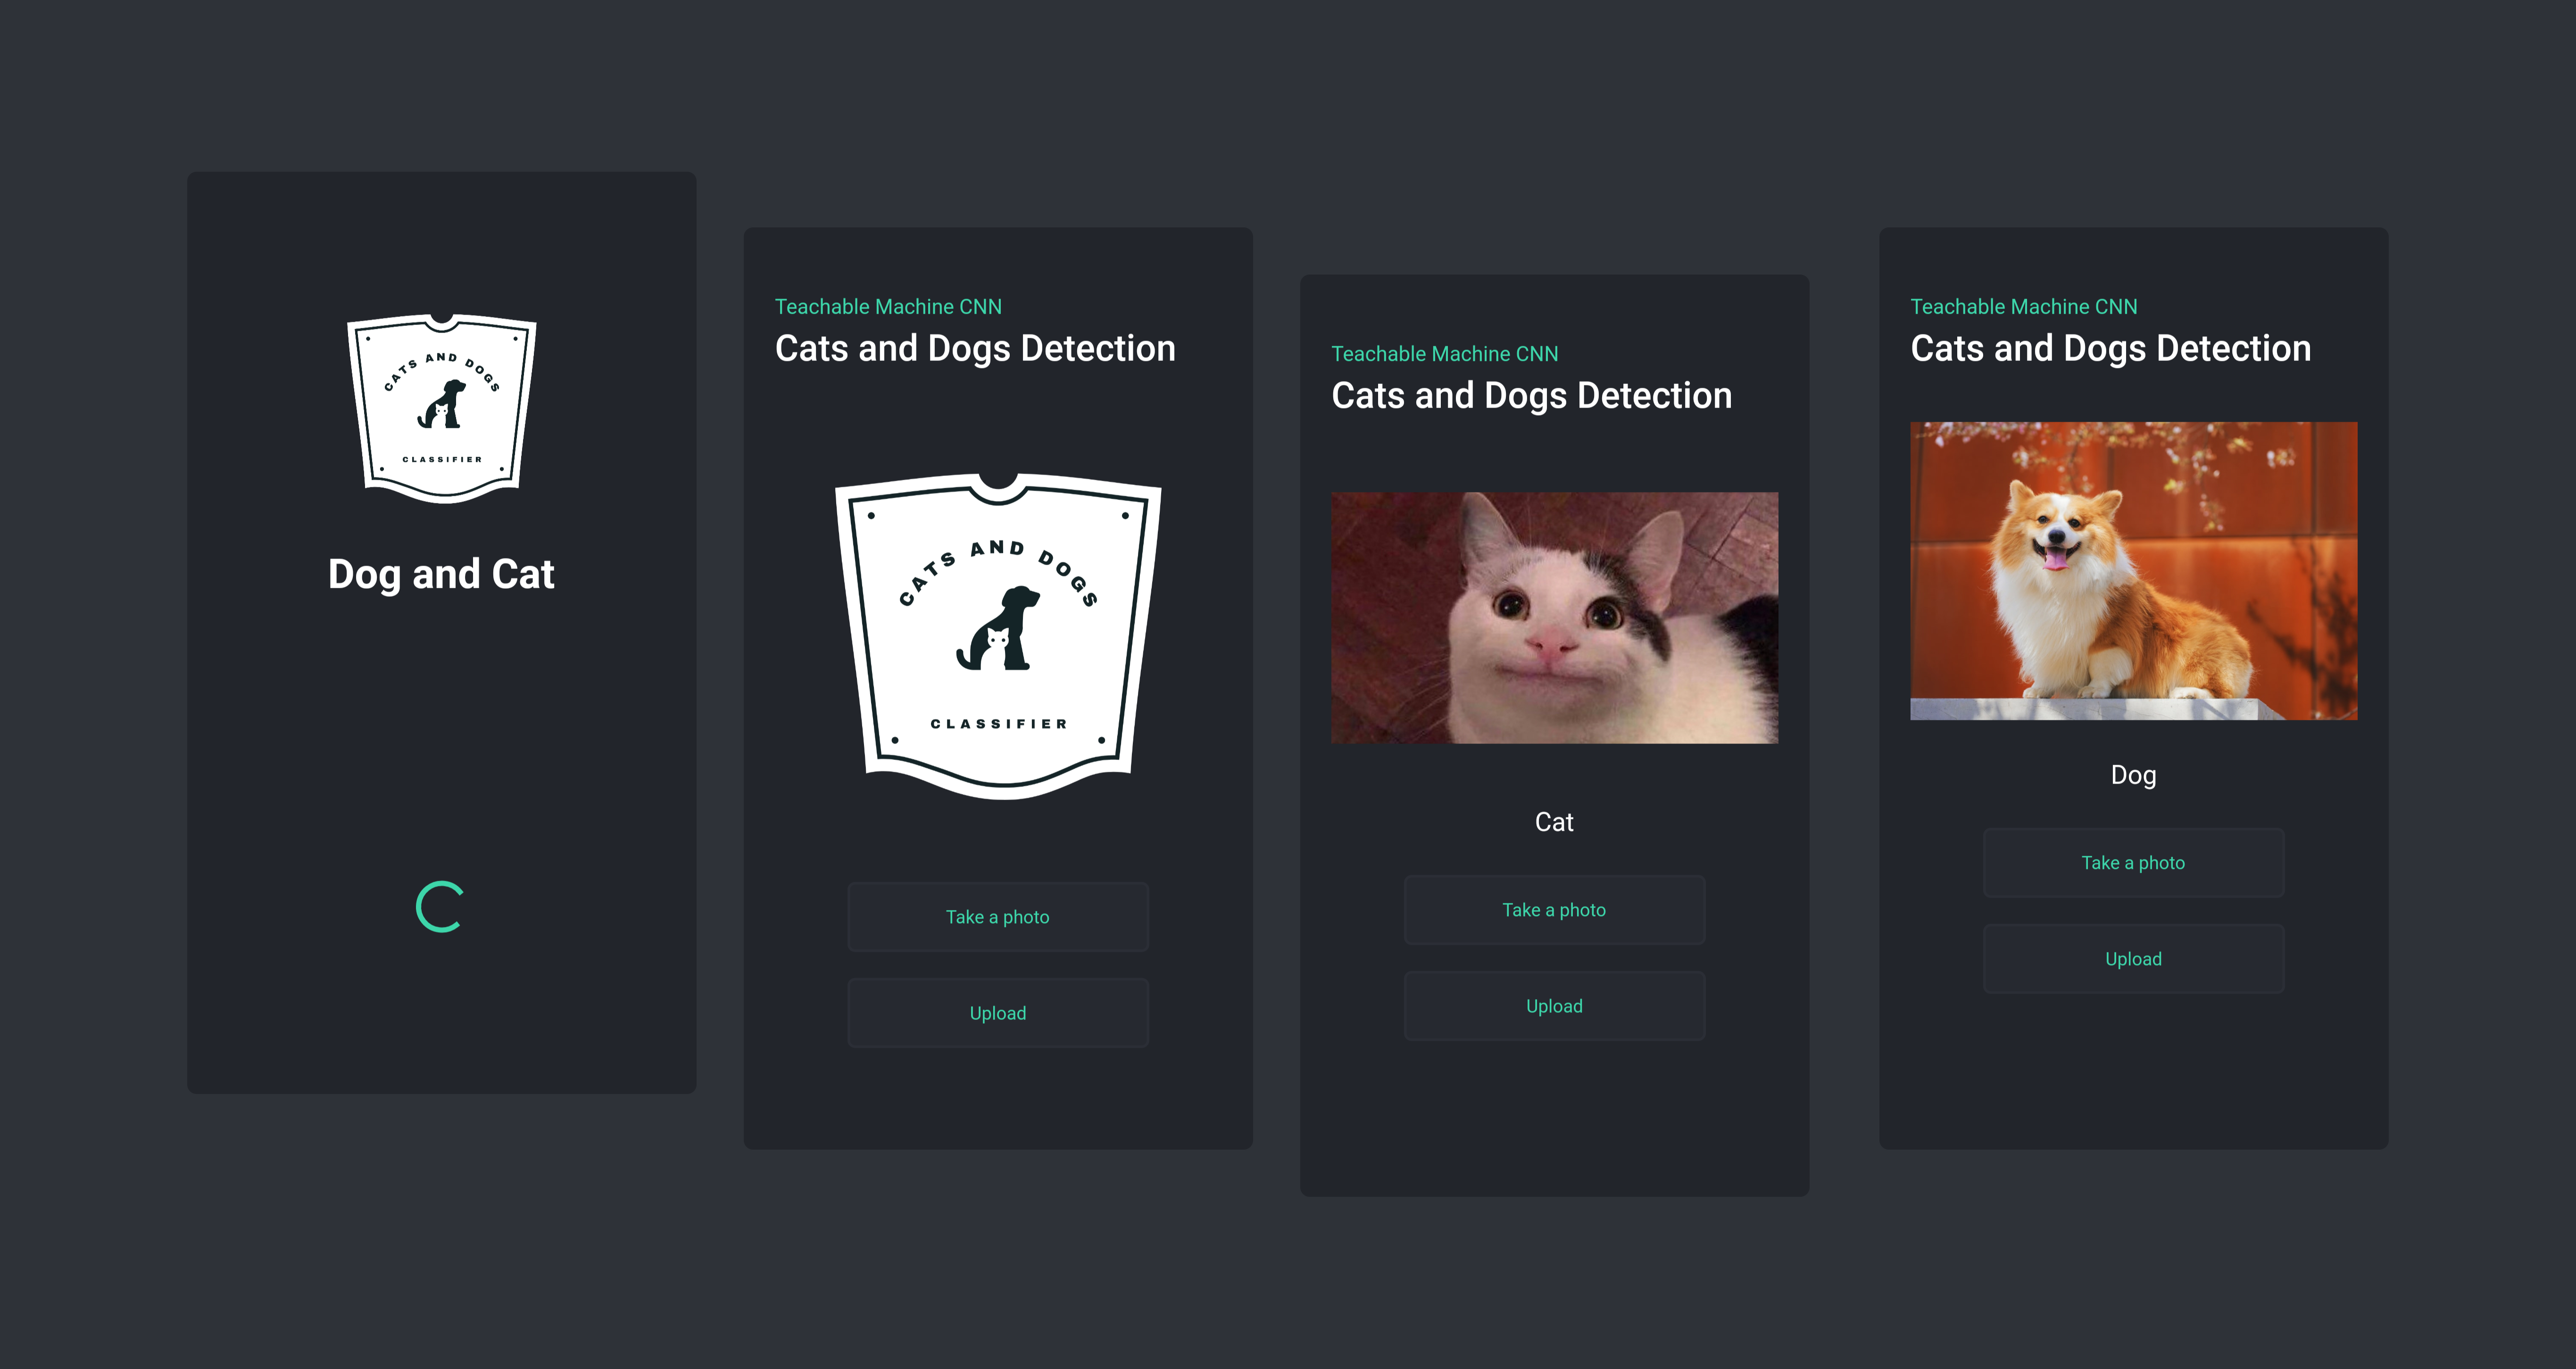 CATS AND DOGS
CLASSIFIER
Dog and Cat
Teachable Machine CNN
Cats and Dogs Detection
CATS AND DOGS
CLASSIFIER
Take a photo
Upload
Teachable Machine CNN
Cats and Dogs Detection
Cat
Take a photo
Upload
Teachable Machine CNN
Cats and Dogs Detection
Dog
Take a photo
Upload